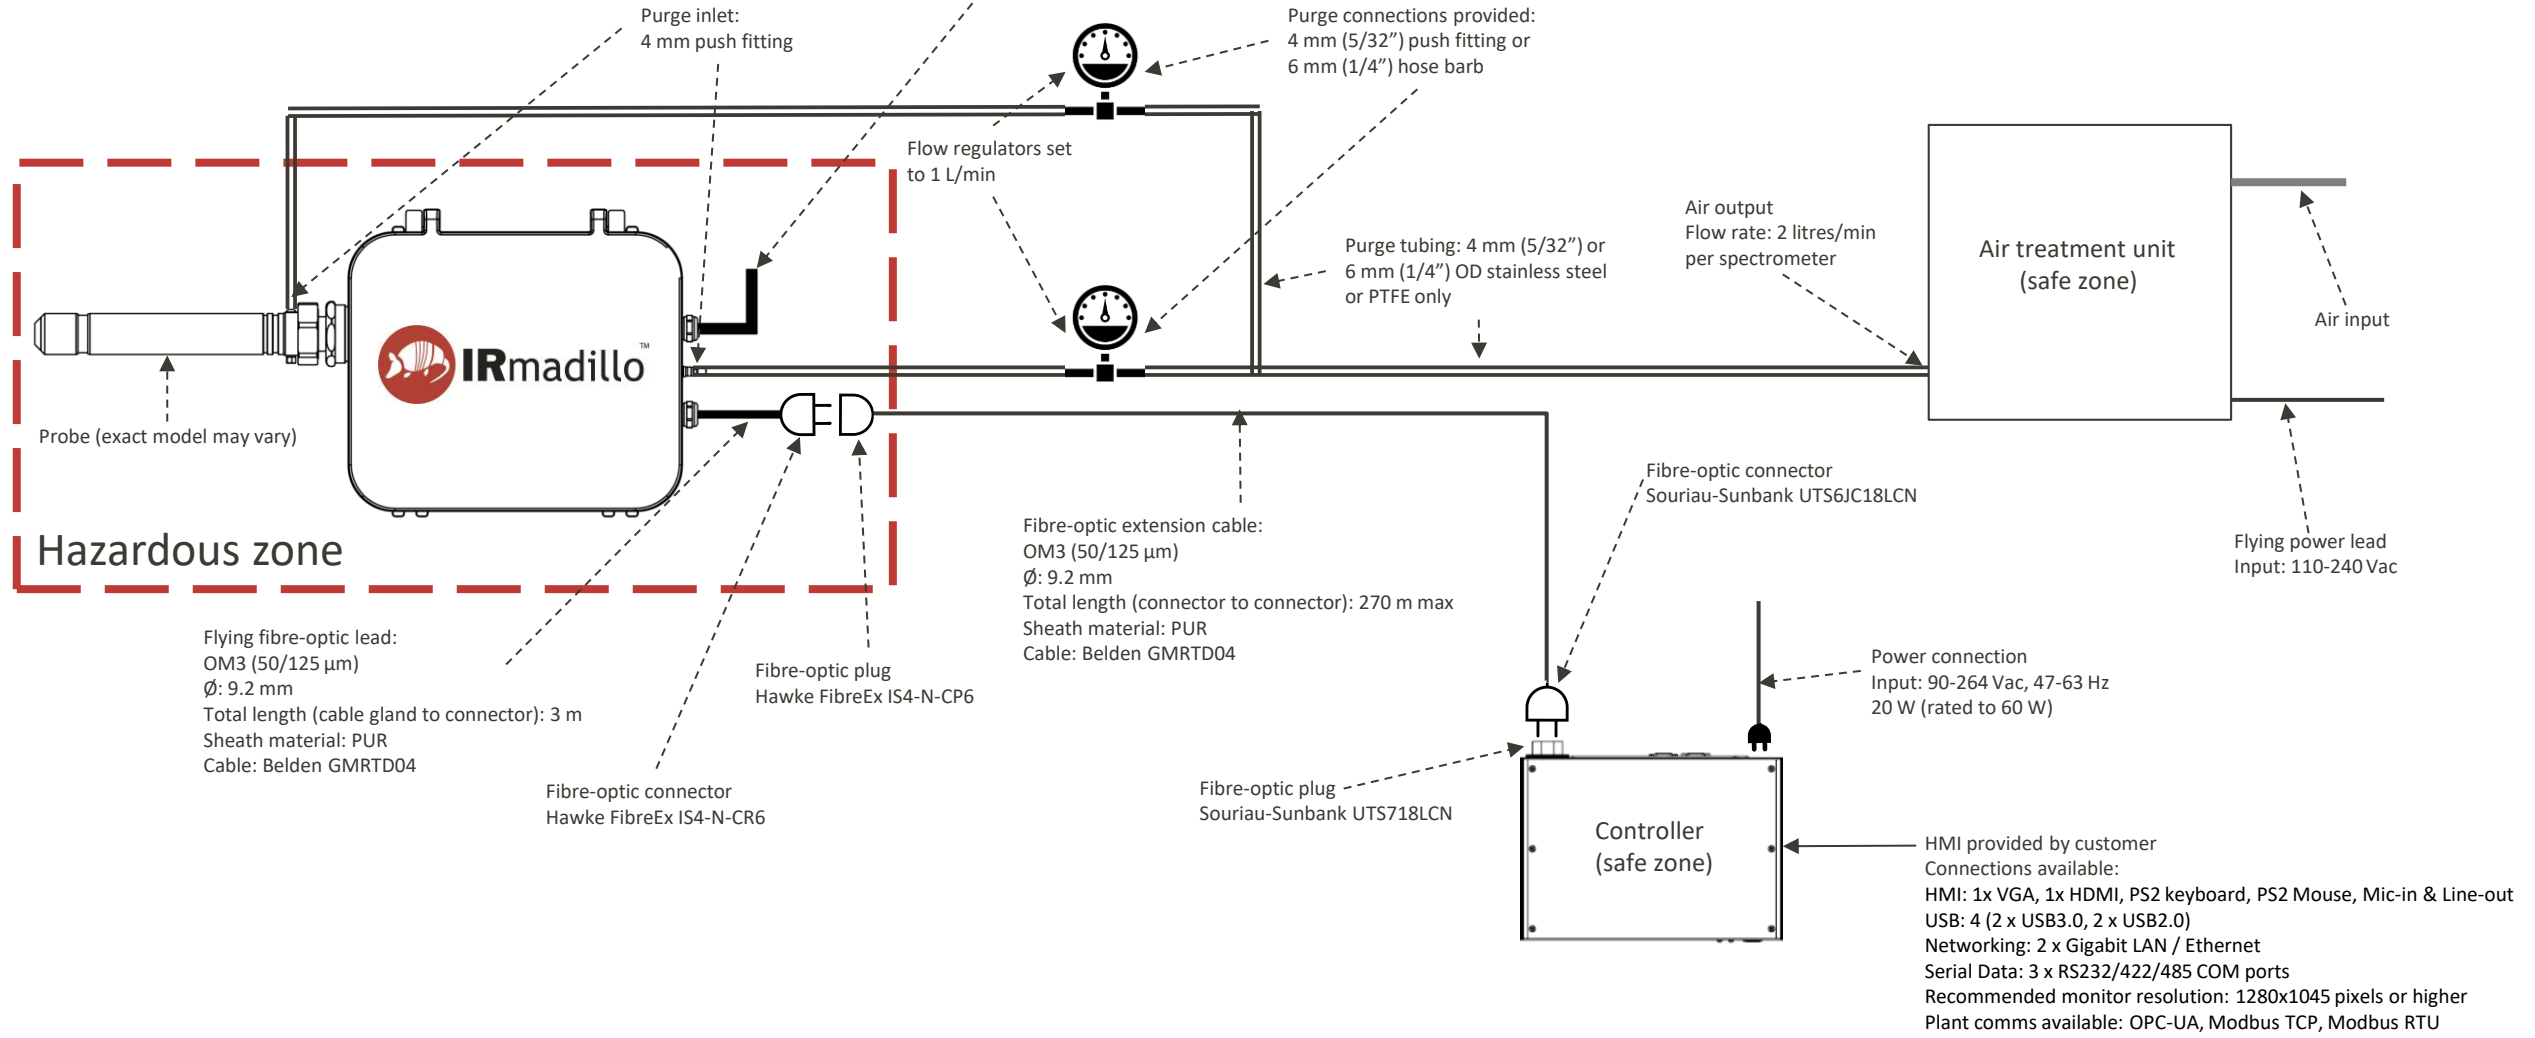 Purge inlet:
4 mm push fitting
Purge connections provided:
4 mm (5/32”) push fitting or
6 mm (1/4”) hose barb
Flow regulators set
to 1 L/min
Purge tubing: 4 mm (5/32”) or
6 mm (1/4”) OD stainless steel
or PTFE only
Air output
Flow rate: 2 litres/min
per spectrometer
Air treatment unit
(safe zone)
Air input
IRmadillo™
Probe (exact model may vary)
Hazardous zone
Fibre-optic connector
Souriau-Sunbank UTS6JC18LCN
Fibre-optic extension cable:
OM3 (50/125 µm)
Ø: 9.2 mm
Total length (connector to connector): 270 m max
Sheath material: PUR
Cable: Belden GMRTD04
Flying power lead
Input: 110-240 Vac
Flying fibre-optic lead:
OM3 (50/125 µm)
Ø: 9.2 mm
Total length (cable gland to connector): 3 m
Sheath material: PUR
Cable: Belden GMRTD04
Fibre-optic plug
Hawke FibreEx IS4-N-CP6
Power connection
Input: 90-264 Vac, 47-63 Hz
20 W (rated to 60 W)
Fibre-optic connector
Hawke FibreEx IS4-N-CR6
Fibre-optic plug
Souriau-Sunbank UTS718LCN
Controller
(safe zone)
HMI provided by customer
Connections available:
HMI: 1x VGA, 1x HDMI, PS2 keyboard, PS2 Mouse, Mic-in & Line-out
USB: 4 (2 x USB3.0, 2 x USB2.0)
Networking: 2 x Gigabit LAN / Ethernet
Serial Data: 3 x RS232/422/485 COM ports
Recommended monitor resolution: 1280x1045 pixels or higher
Plant comms available: OPC-UA, Modbus TCP, Modbus RTU